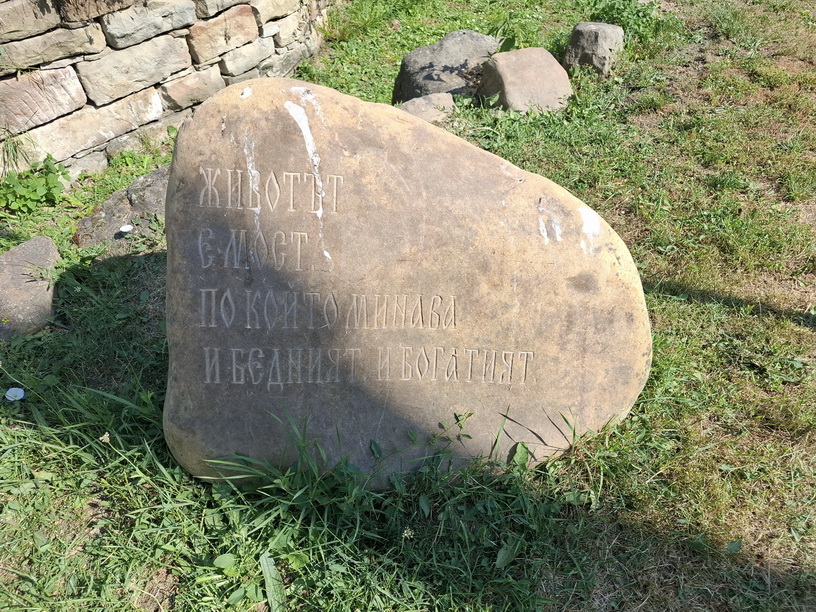 ЖИВОТЪТ
Е МОСТ,
ПО КОЙТО МИНАВА
И БЕДНИЯТ, И БОГАТИЯТ.